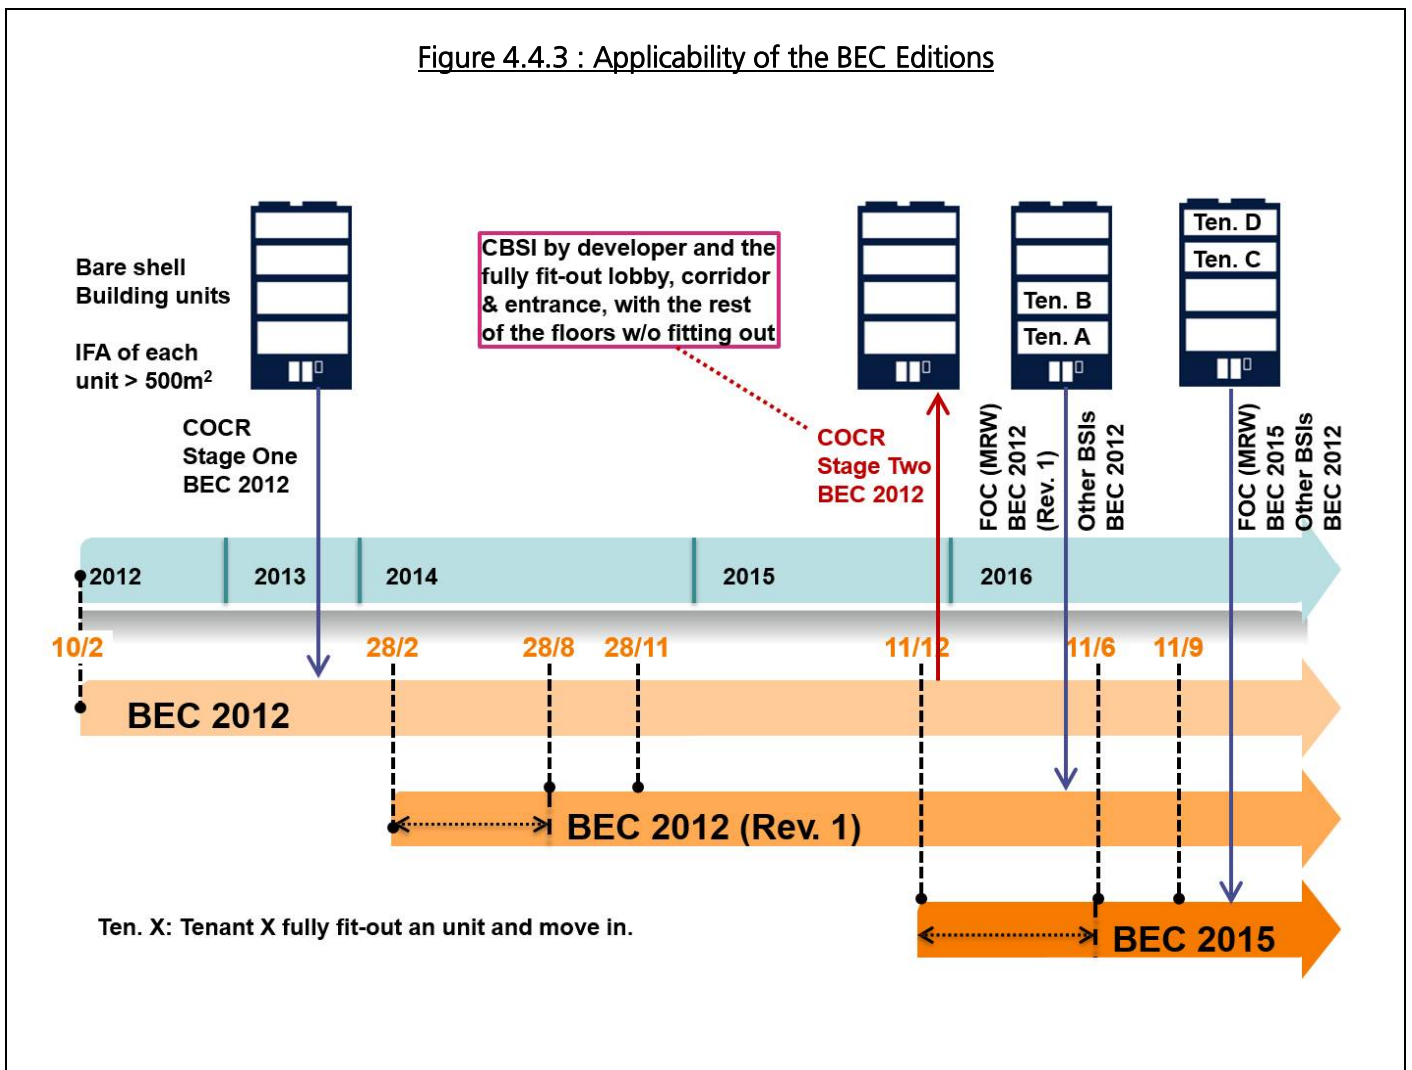 Figure 4.4.3 : Applicability of the BEC Editions
Bare shell
Building units
IFA of each
unit > 500m²
CBSI by developer and the
fully fit-out lobby, corridor
& entrance, with the rest
of the floors w/o fitting out
Ten. B
Ten. A
Ten. D
Ten. C
COCR
Stage One
BEC 2012
COCR
Stage Two
BEC 2012
FOC (MRW)
BEC 2012
(Rev. 1)
Other BSIs
BEC 2012
FOC (MRW)
BEC 2015
Other BSIs
BEC 2012
2012
2013
2014
2015
2016
10/2
28/2
28/8
28/11
11/12
11/6
11/9
BEC 2012
BEC 2012 (Rev. 1)
BEC 2015
Ten. X: Tenant X fully fit-out an unit and move in.